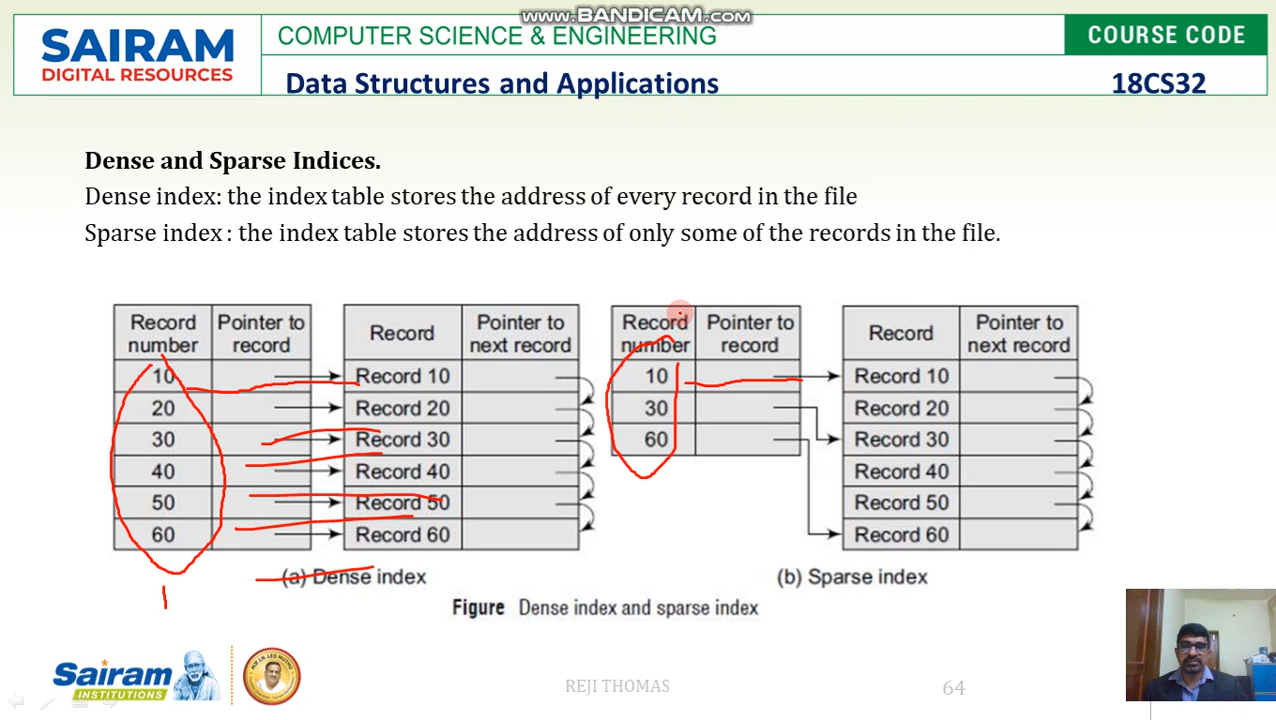 www.BANDICAM.com
SAIRAM
DIGITAL RESOURCES
COMPUTER SCIENCE & ENGINEERING
COURSE CODE
Data Structures and Applications
18CS32
Dense and Sparse Indices.
Dense index: the index table stores the address of every record in the file
Sparse index : the index table stores the address of only some of the records in the file.
Record number
Pointer to record
Record
Pointer to next record
10
Record 10
20
Record 20
30
Record 30
40
Record 40
50
Record 50
60
Record 60
(a) Dense index
Record number
Pointer to record
Record
Pointer to next record
10
Record 10
30
Record 20
60
Record 30
Record 40
Record 50
Record 60
(b) Sparse index
Figure Dense index and sparse index
Sairam
INSTITUTIONS
REJI THOMAS
64